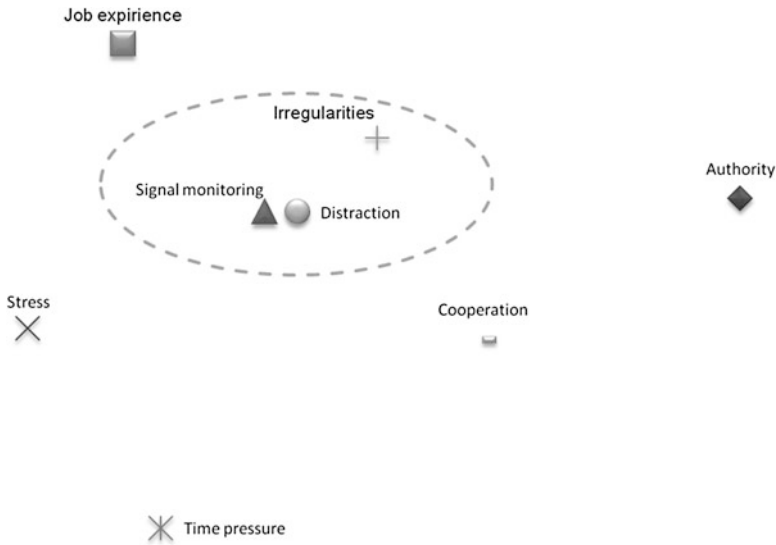 Job expirience
Irregularities
Authority
Signal monitoring
Distraction
Stress
Cooperation
Time pressure